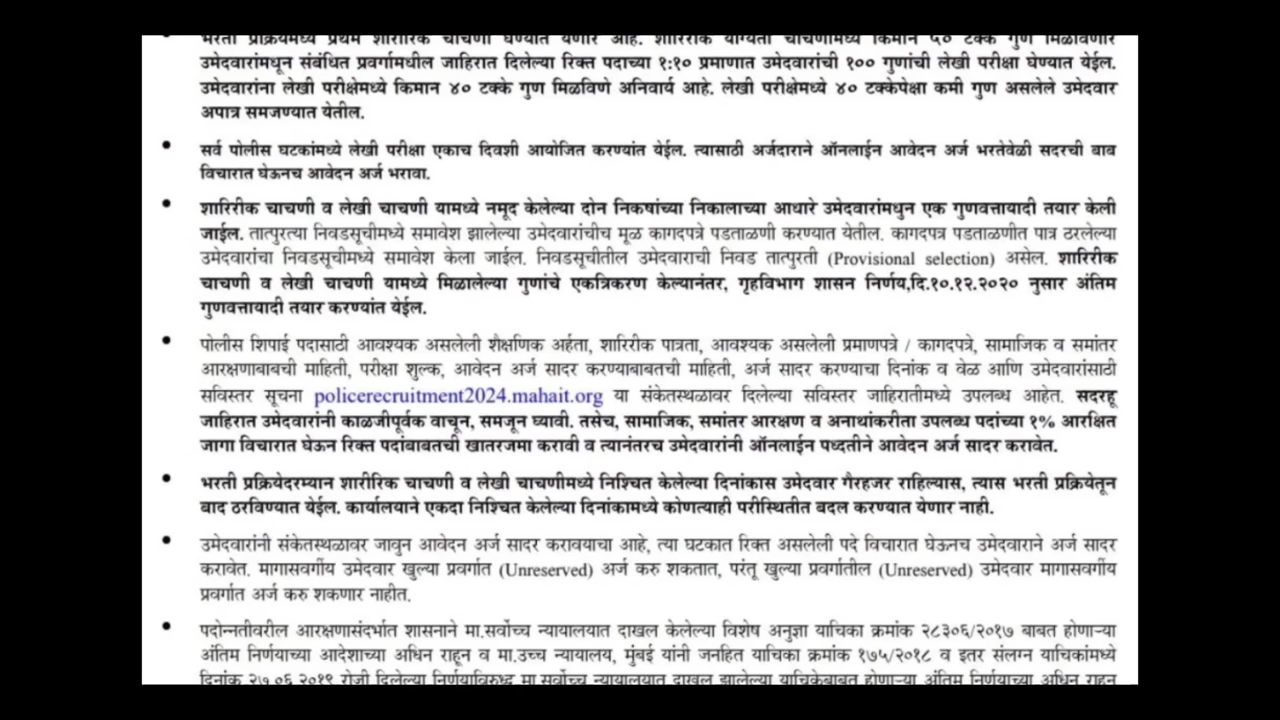 भरती प्रक्रियेमध्ये प्रथम शारीरिक चाचणी घेण्यात येणार आहे. शारिरीक योग्यता चाचणीमध्ये किमान ५० टक्के गुण मिळविणार
उमेदवारांमधून संबंधित प्रवर्गामधील जाहिरात दिलेल्या रिक्त पदाच्या १:१० प्रमाणात उमेदवारांची १०० गुणांची लेखी परीक्षा घेण्यात येईल.
उमेदवारांना लेखी परीक्षेमध्ये किमान ४० टक्के गुण मिळविणे अनिवार्य आहे. लेखी परीक्षेमध्ये ४० टक्केपेक्षा कमी गुण असलेले उमेदवार
अपात्र समजण्यात येतील.
• सर्व पोलीस घटकांमध्ये लेखी परीक्षा एकाच दिवशी आयोजित करण्यांत येईल. त्यासाठी अर्जदाराने ऑनलाईन आवेदन अर्ज भरतेवेळी सदरची बाब
विचारात घेऊनच आवेदन अर्ज भरावा.
• शारिरीक चाचणी व लेखी चाचणी यामध्ये नमूद केलेल्या दोन निकषांच्या निकालाच्या आधारे उमेदवारांमधुन एक गुणवत्तायादी तयार केली
जाईल. तात्पुरत्या निवडसूचीमध्ये समावेश झालेल्या उमेदवारांचीच मूळ कागदपत्रे पडताळणी करण्यात येतील. कागदपत्र पडताळणीत पात्र ठरलेल्या
उमेदवारांचा निवडसूचीमध्ये समावेश केला जाईल. निवडसूचीतील उमेदवाराची निवड तात्पुरती (Provisional selection) असेल. शारिरीक
चाचणी व लेखी चाचणी यामध्ये मिळालेल्या गुणांचे एकत्रिकरण केल्यानंतर, गृहविभाग शासन निर्णय,दि.१०.१२.२०२० नुसार अंतिम
गुणवत्तायादी तयार करण्यांत येईल.
• पोलीस शिपाई पदासाठी आवश्यक असलेली शैक्षणिक अर्हता, शारिरीक पात्रता, आवश्यक असलेली प्रमाणपत्रे / कागदपत्रे, सामाजिक व समांतर
आरक्षणाबाबची माहिती, परीक्षा शुल्क, आवेदन अर्ज सादर करण्याबाबतची माहिती, अर्ज सादर करण्याचा दिनांक व वेळ आणि उमेदवारांसाठी
सविस्तर सूचना policerecruitment2024.mahait.org या संकेतस्थळावर दिलेल्या सविस्तर जाहिरातीमध्ये उपलब्ध आहेत. सदरहू
जाहिरात उमेदवारांनी काळजीपूर्वक वाचून, समजून घ्यावी. तसेच, सामाजिक, समांतर आरक्षण व अनाथांकरीता उपलब्ध पदांच्या १% आरक्षित
जागा विचारात घेऊन रिक्त पदांबाबतची खातरजमा करावी व त्यानंतरच उमेदवारांनी ऑनलाईन पध्दतीने आवेदन अर्ज सादर करावेत.
• भरती प्रक्रियेदरम्यान शारीरिक चाचणी व लेखी चाचणीमध्ये निश्चित केलेल्या दिनांकास उमेदवार गैरहजर राहिल्यास, त्यास भरती प्रक्रियेतून
बाद ठरविण्यात येईल. कार्यालयाने एकदा निश्चित केलेल्या दिनांकामध्ये कोणत्याही परीस्थितीत बदल करण्यात येणार नाही.
• उमेदवारांनी संकेतस्थळावर जावुन आवेदन अर्ज सादर करावयाचा आहे, त्या घटकात रिक्त असलेली पदे विचारात घेऊनच उमेदवाराने अर्ज सादर
करावेत. मागासवर्गीय उमेदवार खुल्या प्रवर्गात (Unreserved) अर्ज करु शकतात, परंतू खुल्या प्रवर्गातील (Unreserved) उमेदवार मागासवर्गीय
प्रवर्गात अर्ज करु शकणार नाहीत.
• पदोन्नतीवरील आरक्षणासंदर्भात शासनाने मा.सर्वोच्च न्यायालयात दाखल केलेल्या विशेष अनुज्ञा याचिका क्रमांक २८३०६/२०१७ बाबत होणाऱ्या
अंतिम निर्णयाच्या आदेशाच्या अधिन राहून व मा.उच्च न्यायालय, मुंबई यांनी जनहित याचिका क्रमांक १७५/२०१८ व इतर संलग्न याचिकांमध्ये
दिनांक २७.०६.२०१९ रोजी दिलेल्या निर्णयाविरुध्द मा.सर्वोच्च न्यायालयात दाखल झालेल्या याचिकेबाबत होणाऱ्या अंतिम निर्णयाच्या अधिन राहून